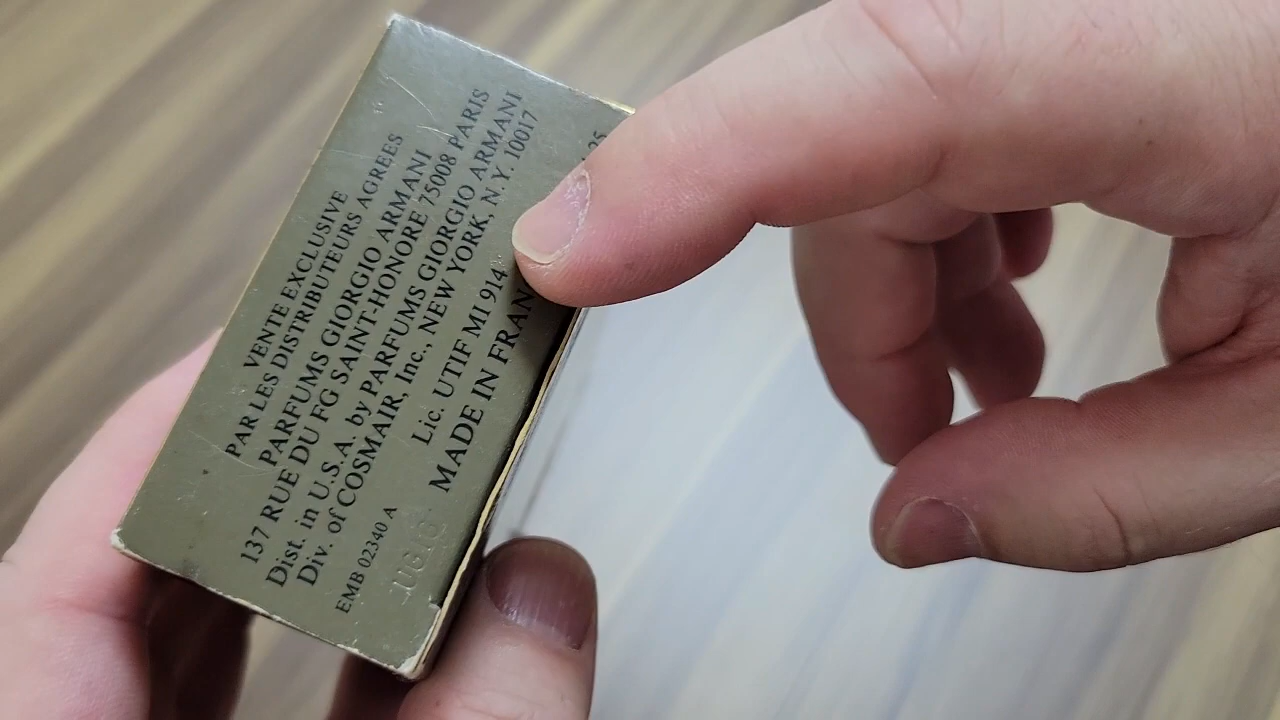 VENTE EXCLUSIVE
PAR LES DISTRIBUTEURS AGREES
PARFUMS GIORGIO ARMANI
137 RUE DU FG SAINT-HONORE 75008 PARIS
Dist. in U.S.A. by PARFUMS GIORGIO ARMANI
Div. of COSMAIR, Inc., NEW YORK, N.Y. 10017
EMB 02340 A
Lic. UTIF MI 914
MADE IN FRAN